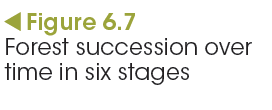 ◀ Figure 6.7
Forest succession over
time in six stages